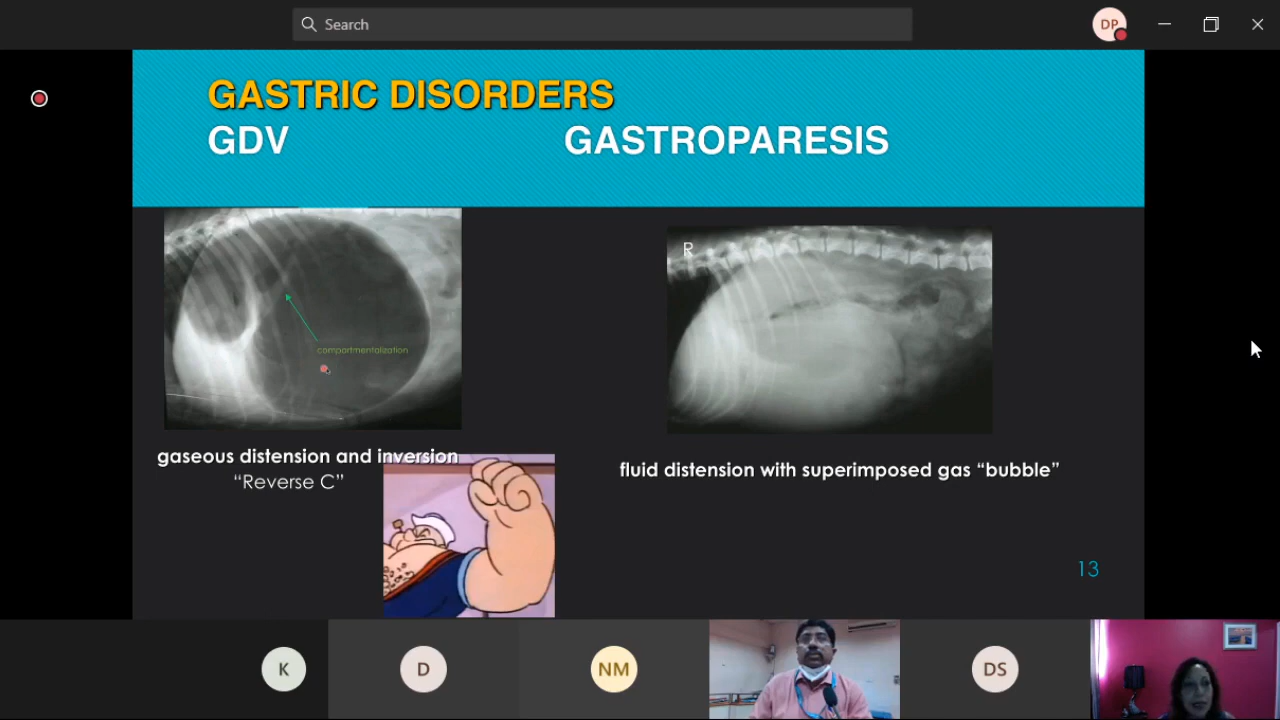 Search
DP
GASTRIC DISORDERS
GDV GASTROPARESIS
R
compartmentalization
gaseous distension and inversion
“Reverse C”
fluid distension with superimposed gas “bubble”
13
K
D
NM
DS